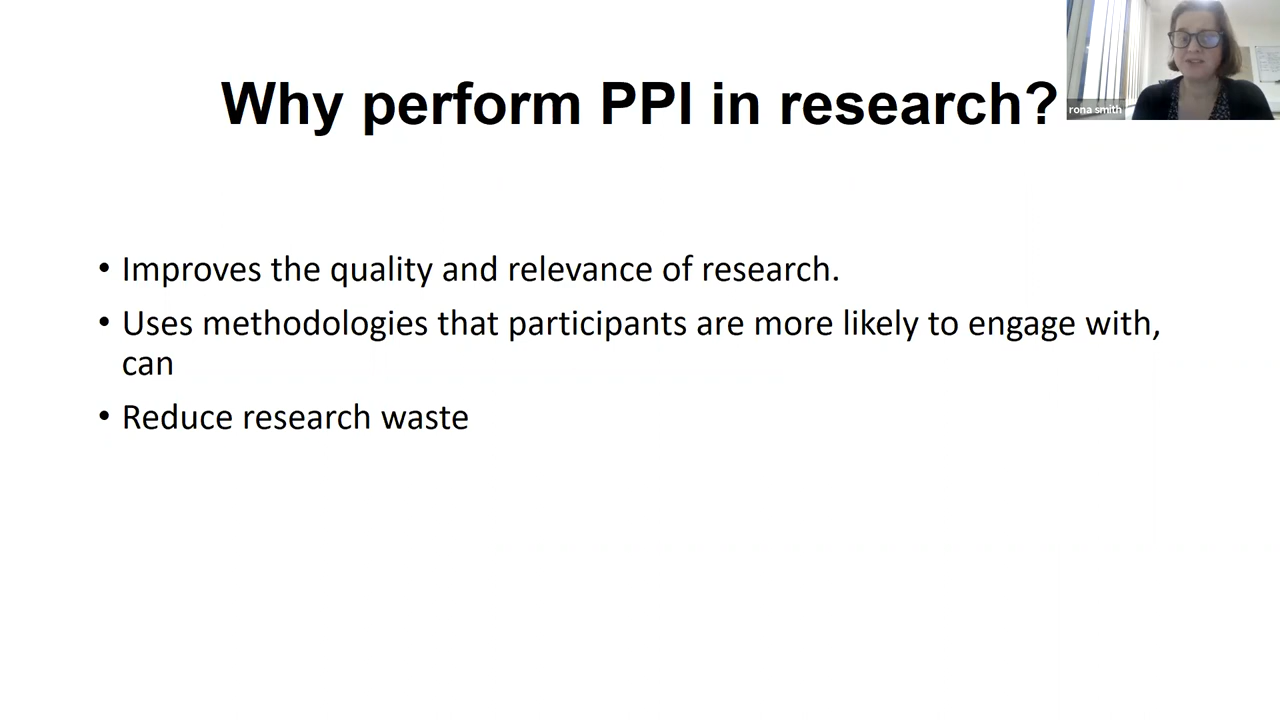 Why perform PPI in research?
rona smith
• Improves the quality and relevance of research.
• Uses methodologies that participants are more likely to engage with,
can
• Reduce research waste